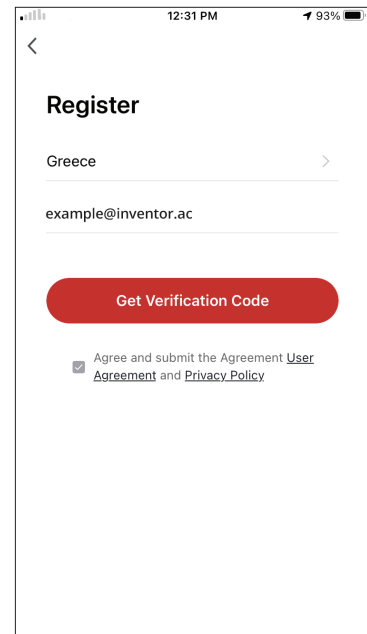 12:31 PM
93%
Register
Greece
example@inventor.ac
Get Verification Code
Agree and submit the Agreement User
Agreement and Privacy Policy